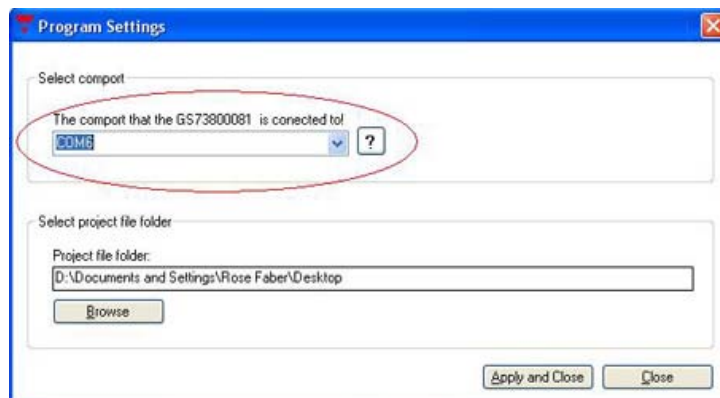 Program Settings
Select comport
The comport that the GS73800081 is conected to!
COM6
?
Select project file folder
Project file folder:
D:\Documents and Settings\Rose Faber\Desktop
Browse
Apply and Close
Close